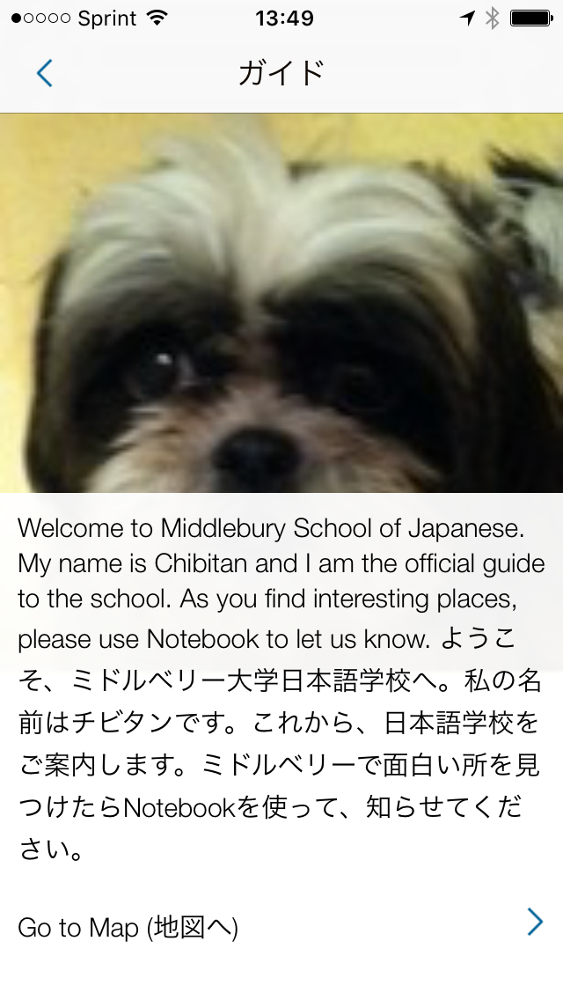 Sprint 13:49
ガイド
Welcome to Middlebury School of Japanese.
My name is Chibitan and I am the official guide
to the school. As you find interesting places,
please use Notebook to let us know. ようこ
そ、ミドルベリー大学日本語学校へ。私の名
前はチビタンです。これから、日本語学校を
ご案内します。ミドルベリーで面白い所を見
つけたらNotebookを使って、知らせてくだ
さい。
Go to Map (地図へ)